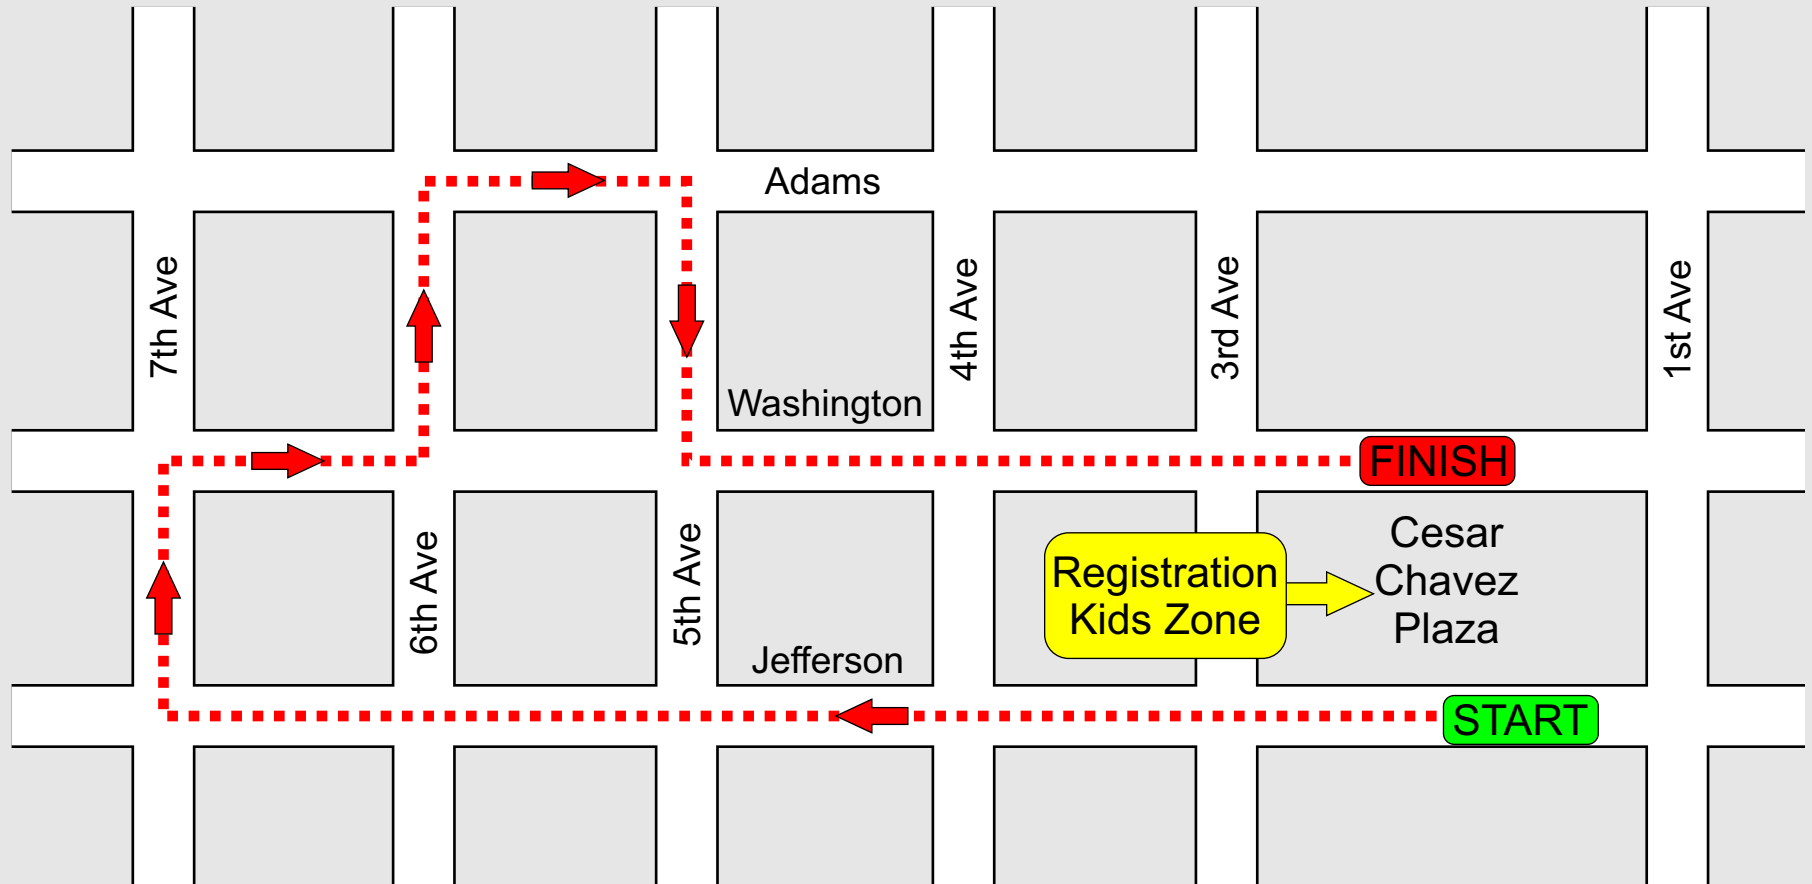 Adams
7th Ave
4th Ave
3rd Ave
1st Ave
Washington
FINISH
6th Ave
5th Ave
Registration
Kids Zone
Cesar
Chavez
Plaza
Jefferson
START